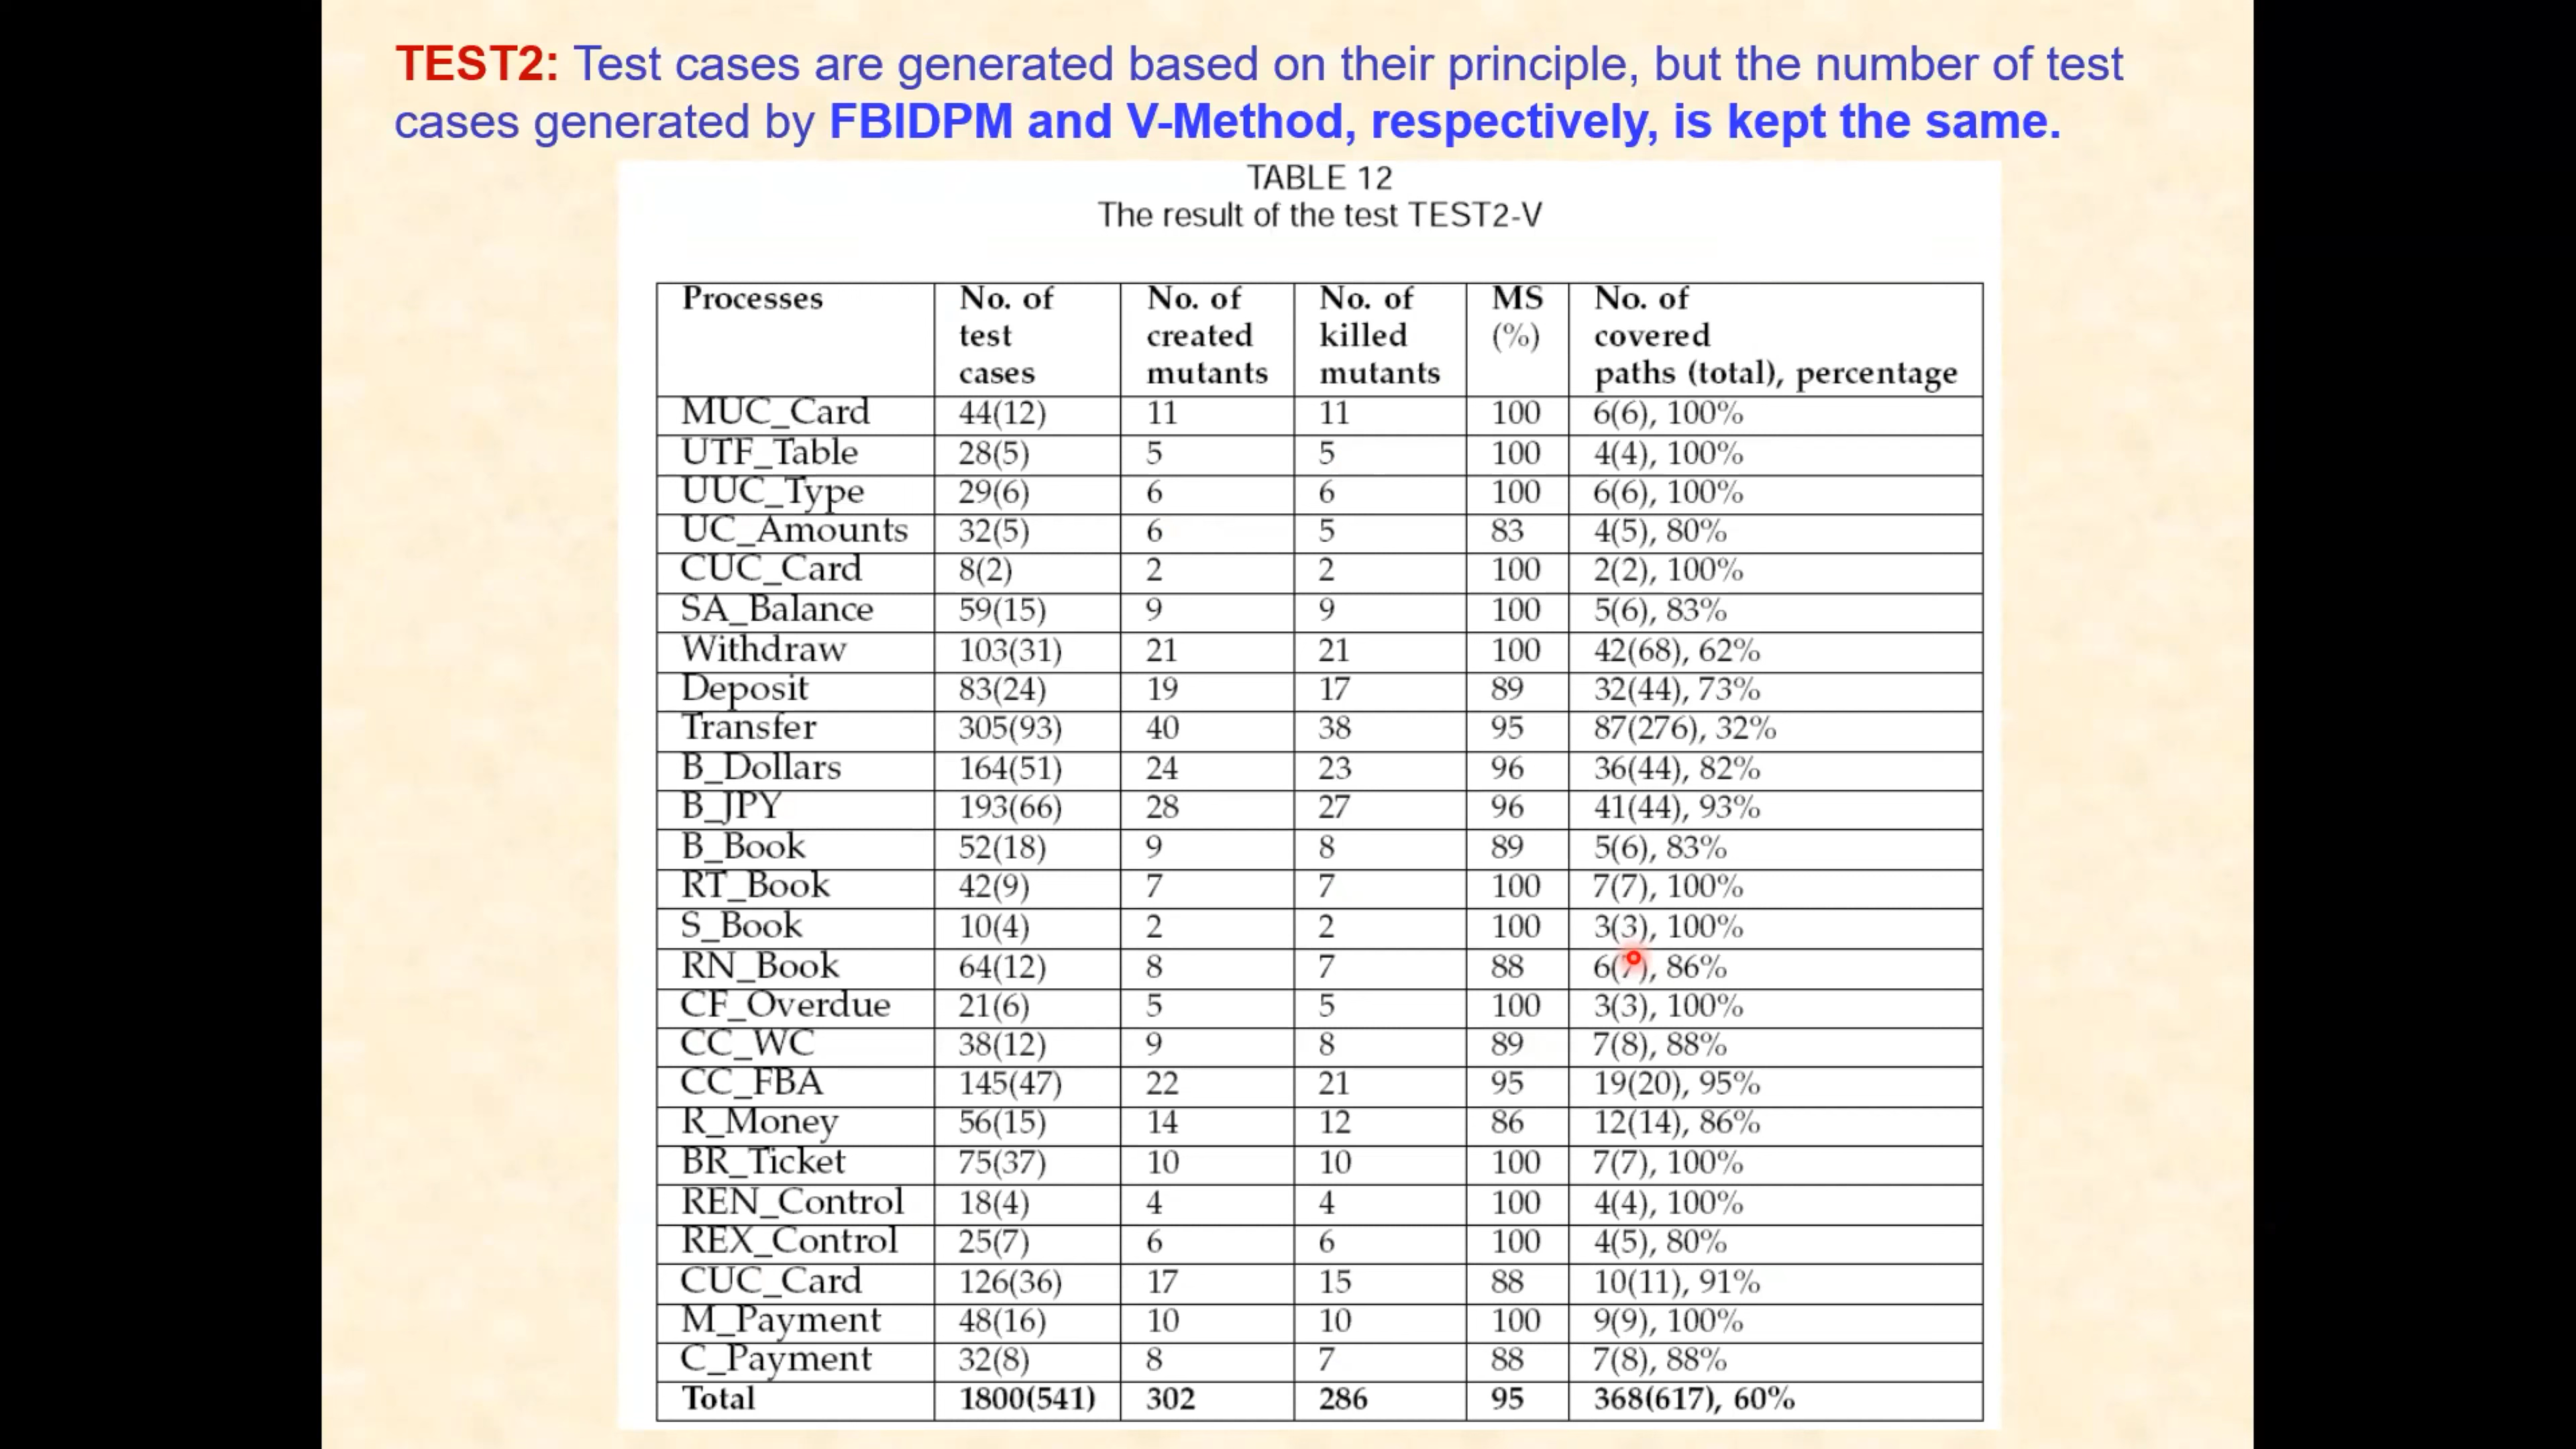 TEST2: Test cases are generated based on their principle, but the number of test
cases generated by FBIDPM and V-Method, respectively, is kept the same.
TABLE 12
The result of the test TEST2-V
Processes No. of test cases No. of created mutants No. of killed mutants MS (%) No. of covered paths (total), percentage
MUC_Card 44(12) 11 11 100 6(6), 100%
UTF_Table 28(5) 5 5 100 4(4), 100%
UUC_Type 29(6) 6 6 100 6(6), 100%
UC_Amounts 32(5) 6 5 83 4(5), 80%
CUC_Card 8(2) 2 2 100 2(2), 100%
SA_Balance 59(15) 9 9 100 5(6), 83%
Withdraw 103(31) 21 21 100 42(68), 62%
Deposit 83(24) 19 17 89 32(44), 73%
Transfer 305(93) 40 38 95 87(276), 32%
B_Dollars 164(51) 24 23 96 36(44), 82%
B_JPY 193(66) 28 27 96 41(44), 93%
B_Book 52(18) 9 8 89 5(6), 83%
RT_Book 42(9) 7 7 100 7(7), 100%
S_Book 10(4) 2 2 100 3(3), 100%
RN_Book 64(12) 8 7 88 6(7), 86%
CF_Overdue 21(6) 5 5 100 3(3), 100%
CC_WC 38(12) 9 8 89 7(8), 88%
CC_FBA 145(47) 22 21 95 19(20), 95%
R_Money 56(15) 14 12 86 12(14), 86%
BR_Ticket 75(37) 10 10 100 7(7), 100%
REN_Control 18(4) 4 4 100 4(4), 100%
REX_Control 25(7) 6 6 100 4(5), 80%
CUC_Card 126(36) 17 15 88 10(11), 91%
M_Payment 48(16) 10 10 100 9(9), 100%
C_Payment 32(8) 8 7 88 7(8), 88%
Total 1800(541) 302 286 95 368(617), 60%